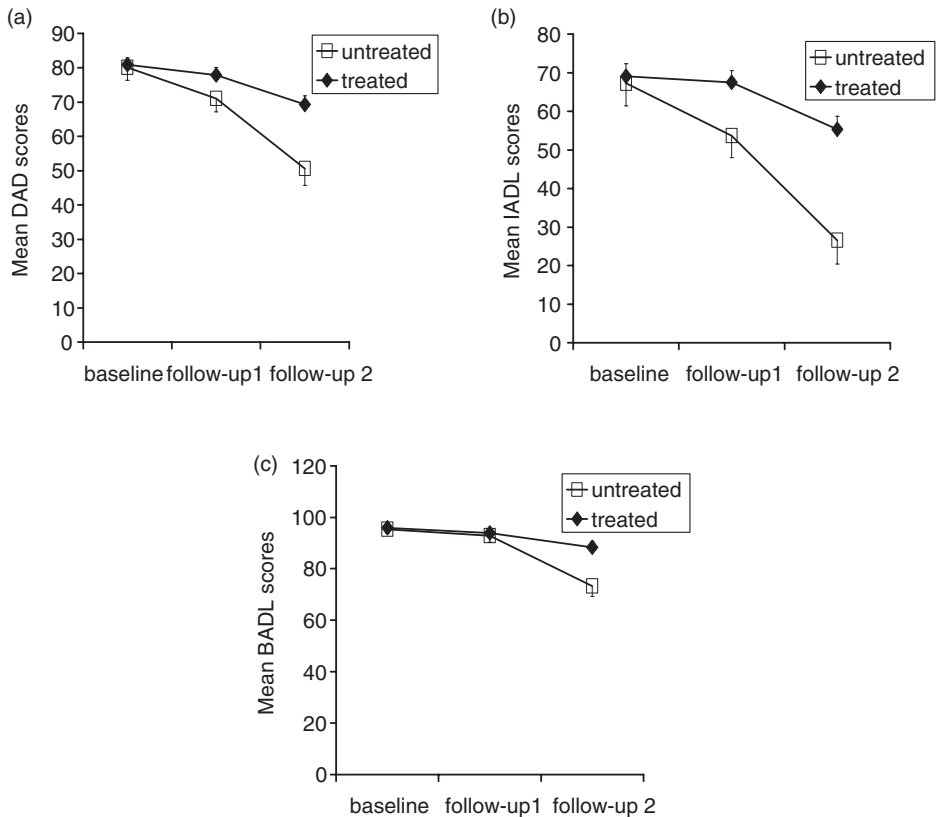 (a)
90
80
70
60
50
40
30
20
10
0
Mean DAD scores
untreated
treated
baseline follow-up1 follow-up 2
(b)
80
70
60
50
40
30
20
10
0
Mean IADL scores
untreated
treated
baseline follow-up1 follow-up 2
(c)
120
100
80
60
40
20
0
Mean BADL scores
untreated
treated
baseline follow-up1 follow-up 2